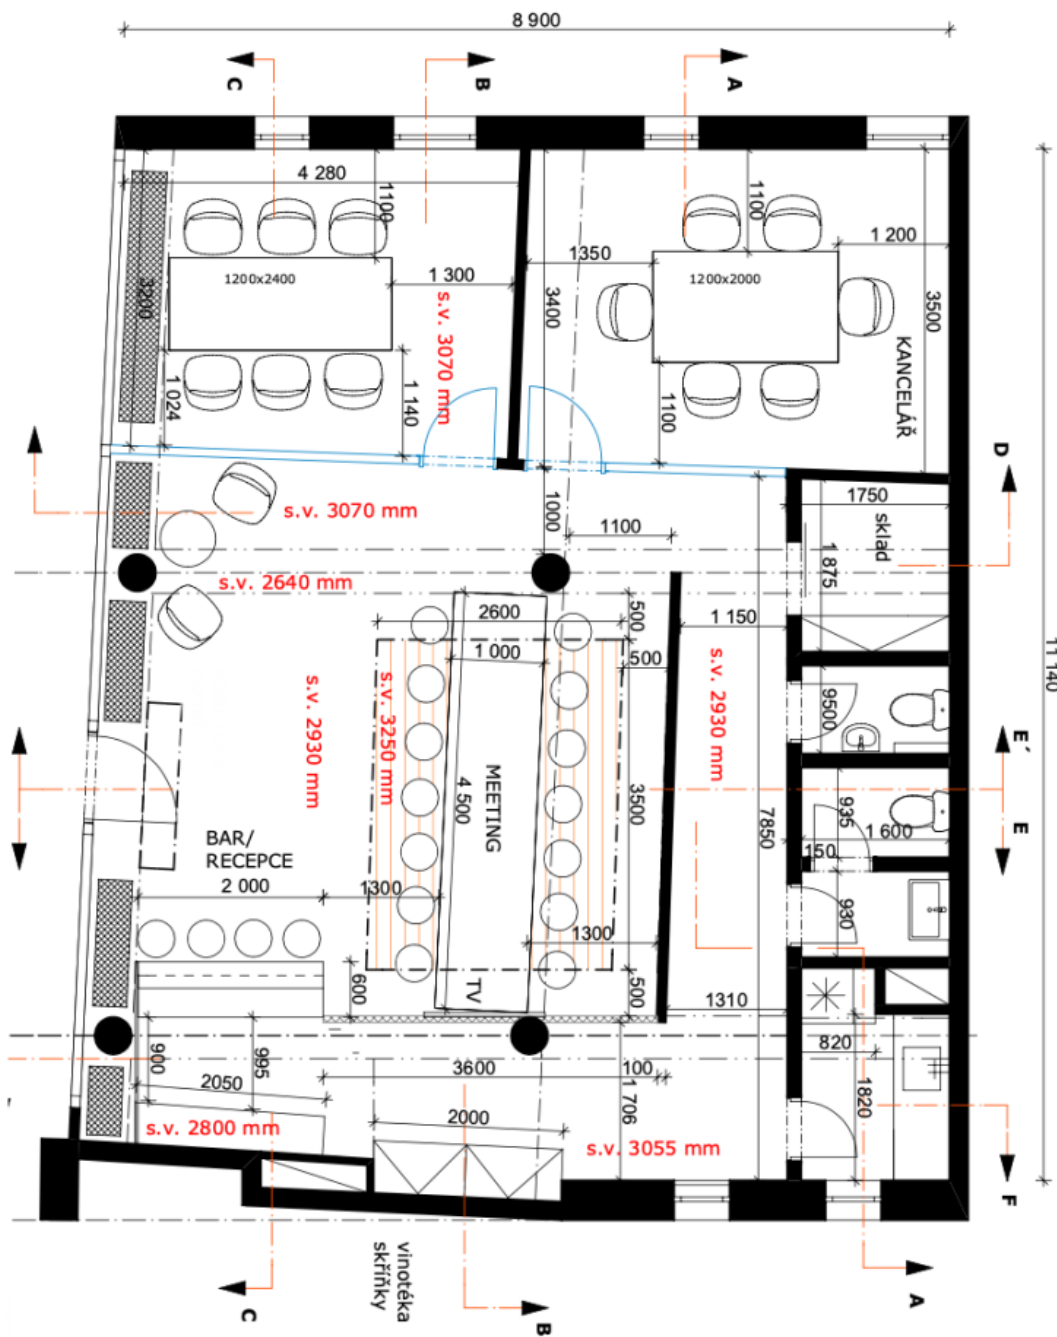 8 900
C
B
A
4 280
1100
1100
1 200
1350
1200x2400
1 300
1200x2000
3200
3400
3500
s.v. 3070 mm
KANCELÁŘ
1 024
1 140
1100
D
s.v. 3070 mm
1000
1100
1750
sklad
1 875
s.v. 2640 mm
2600
500
1 150
1 000
500
11 140
s.v. 2930 mm
s.v. 3250 mm
s.v. 2930 mm
9500
E´
MEETING
4 500
3500
7850
935
E
BAR/
RECEPCE
1 600
150
2 000
1300
930
1300
600
TV
500
1310
900
995
820
2050
3600
100
1 706
1820
2000
s.v. 2800 mm
s.v. 3055 mm
F
vinotéka
skříňky
C
B
A